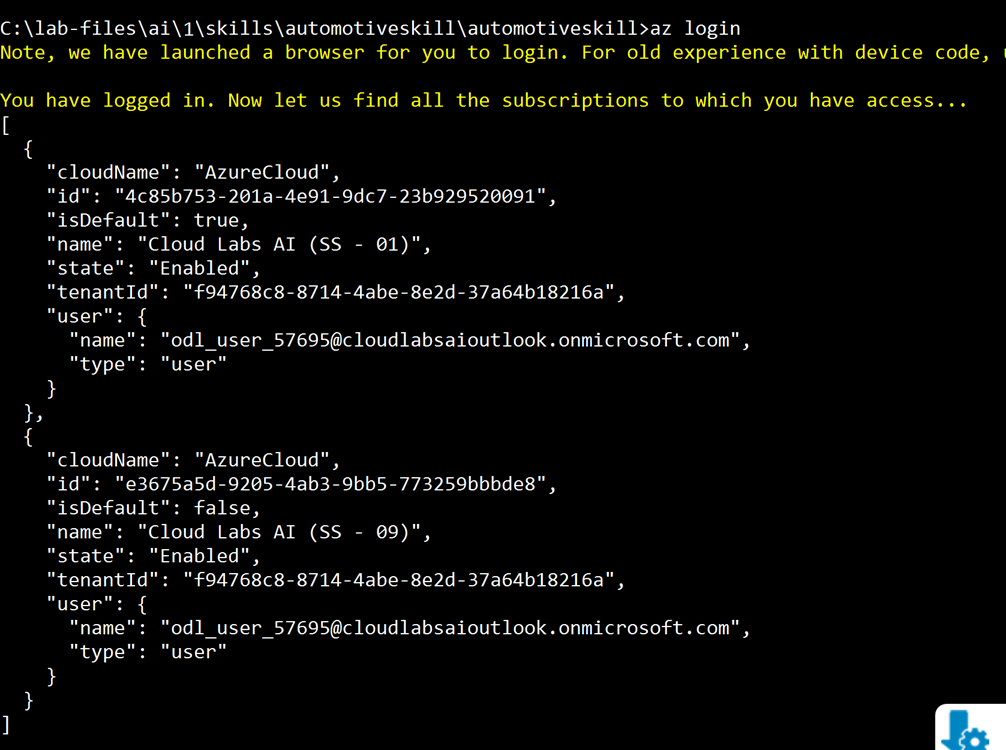 C:\lab-files\ai\1\skills\automotiveskill\automotiveskill>az login
Note, we have launched a browser for you to login. For old experience with device code,
You have logged in. Now let us find all the subscriptions to which you have access...
[
  {
    "cloudName": "AzureCloud",
    "id": "4c85b753-201a-4e91-9dc7-23b929520091",
    "isDefault": true,
    "name": "Cloud Labs AI (SS - 01)",
    "state": "Enabled",
    "tenantId": "f94768c8-8714-4abe-8e2d-37a64b18216a",
    "user": {
      "name": "odl_user_57695@cloudlabsaioutlook.onmicrosoft.com",
      "type": "user"
    }
  },
  {
    "cloudName": "AzureCloud",
    "id": "e3675a5d-9205-4ab3-9bb5-773259bbbde8",
    "isDefault": false,
    "name": "Cloud Labs AI (SS - 09)",
    "state": "Enabled",
    "tenantId": "f94768c8-8714-4abe-8e2d-37a64b18216a",
    "user": {
      "name": "odl_user_57695@cloudlabsaioutlook.onmicrosoft.com",
      "type": "user"
    }
  }
]